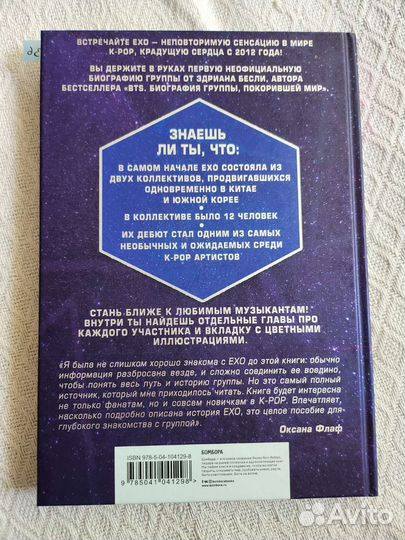 ВСТРЕЧАЙТЕ EXO – НЕПОВТОРИМУЮ СЕНСАЦИЮ В МИРЕ
K-POP, КРАДУЩУЮ СЕРДЦА С 2012 ГОДА!
ВЫ ДЕРЖИТЕ В РУКАХ ПЕРВУЮ НЕОФИЦИАЛЬНУЮ
БИОГРАФИЮ ГРУППЫ ОТ ЭДРИАНА БЕСЛИ, АВТОРА
БЕСТСЕЛЛЕРА «BTS. БИОГРАФИЯ ГРУППЫ, ПОКОРИВШЕЙ МИР».
ЗНАЕШЬ
ЛИ ТЫ, ЧТО:
В САМОМ НАЧАЛЕ EXO СОСТОЯЛА ИЗ
ДВУХ КОЛЛЕКТИВОВ, ПРОДВИГАВШИХСЯ
ОДНОВРЕМЕННО В КИТАЕ
И ЮЖНОЙ КОРЕЕ
•
В КОЛЛЕКТИВЕ БЫЛО 12 ЧЕЛОВЕК
•
ИХ ДЕБЮТ СТАЛ ОДНИМ ИЗ САМЫХ
НЕОБЫЧНЫХ И ОЖИДАЕМЫХ СРЕДИ
K-POP АРТИСТОВ
СТАНЬ БЛИЖЕ К ЛЮБИМЫМ МУЗЫКАНТАМ!
ВНУТРИ ТЫ НАЙДЕШЬ ОТДЕЛЬНЫЕ ГЛАВЫ ПРО
КАЖДОГО УЧАСТНИКА И ВКЛАДКУ С ЦВЕТНЫМИ
ИЛЛЮСТРАЦИЯМИ.
«Я была не слишком хорошо знакома с EXO до этой книги: обычно
информация разбросана везде, и сложно соединить ее воедино,
чтобы понять весь путь и историю группы. Но это самый полный
источник, который мне приходилось читать. Книга будет интересна
не только фанатам, но и совсем новичкам в K-POP. Впечатляет,
насколько подробно описана история EXO, это целое пособие для
глубокого знакомства с группой».
Оксана Флаф
ISBN 978-5-04-104129-8
9 785041 041298 >
БОМБОРА
Avito